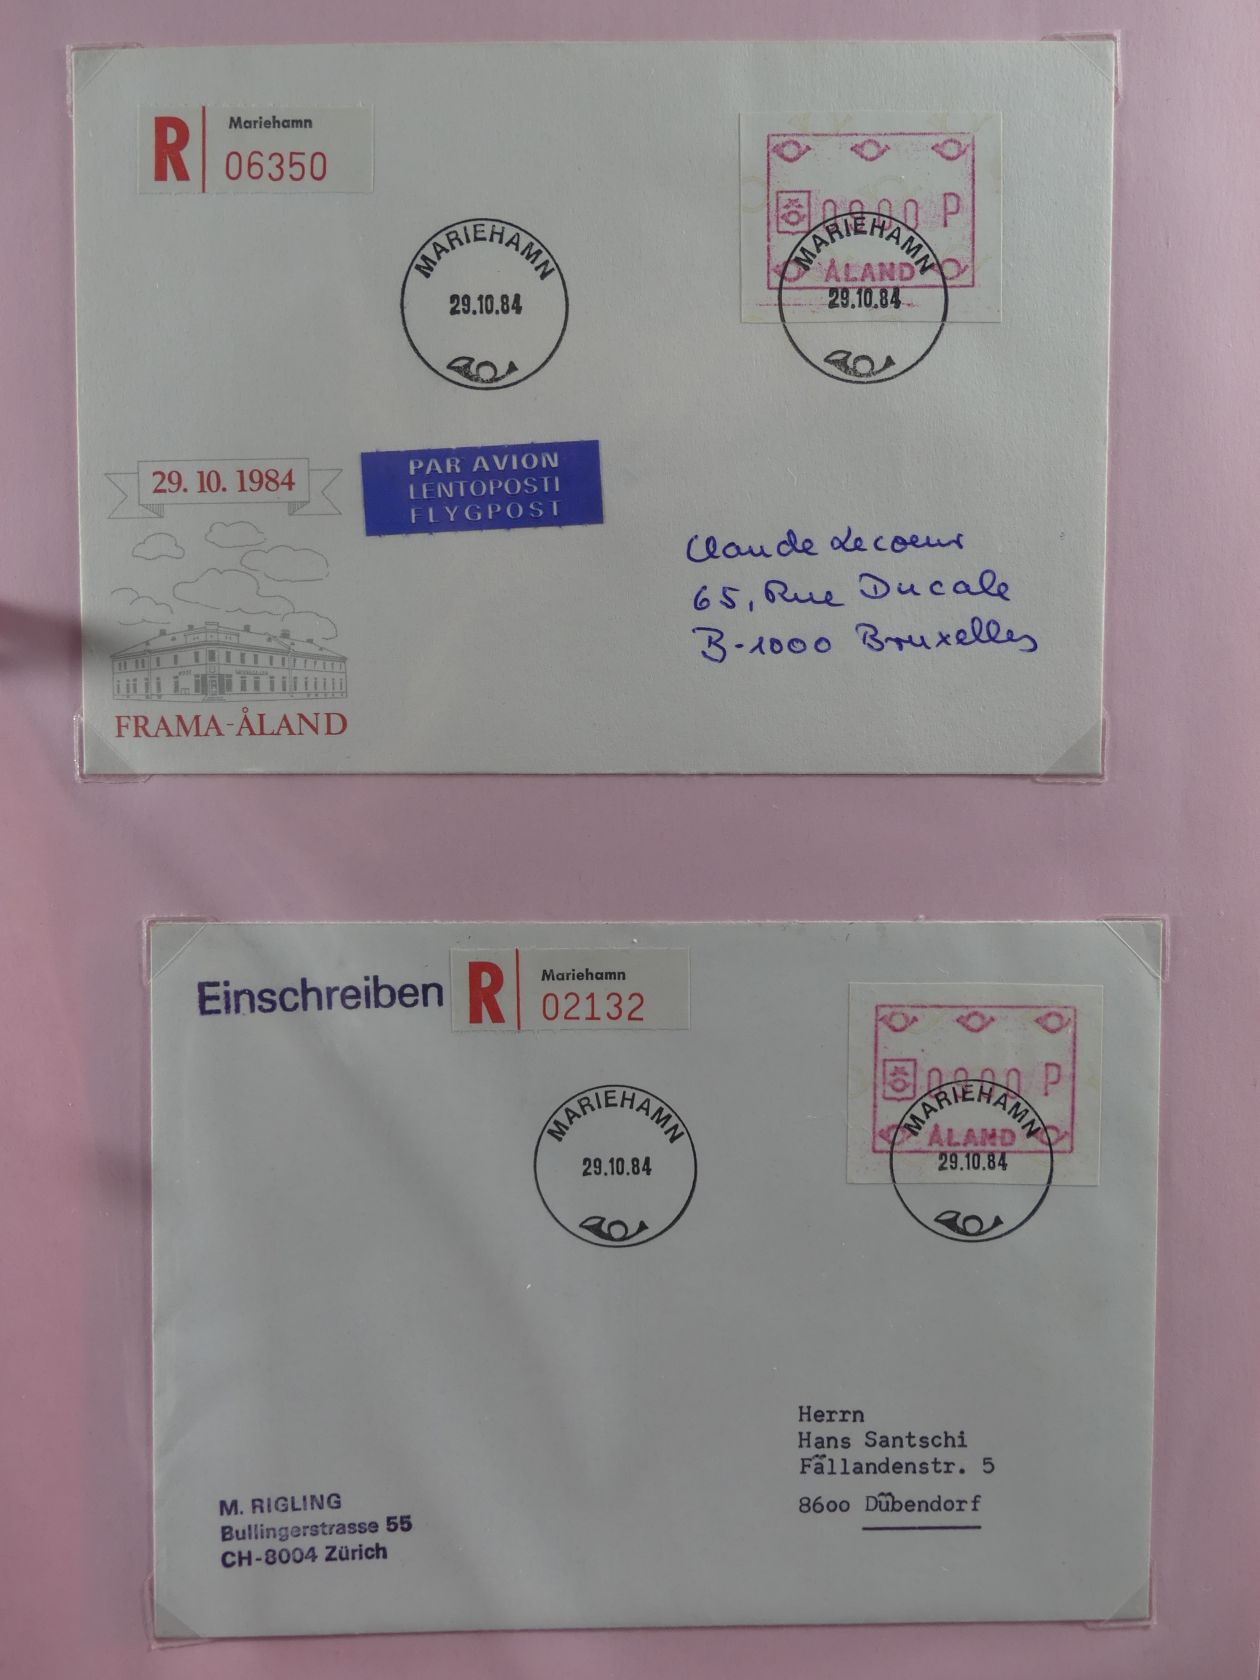 R Mariehamn
06350
0000 P
ÅLAND
MARIEHAMN
29.10.84
MARIEHAMN
29.10.84
PAR AVION
LENTOPOSTI
FLYGPOST
29. 10. 1984
FRAMA-ÅLAND
Claude Lecoeur
65, Rue Ducale
B-1000 Bruxelles
Einschreiben
R Mariehamn
02132
0000 P
ÅLAND
MARIEHAMN
29.10.84
MARIEHAMN
29.10.84
Herrn
Hans Santschi
Fällandenstr. 5
8600 Dübendorf
M. RIGLING
Bullingerstrasse 55
CH-8004 Zürich